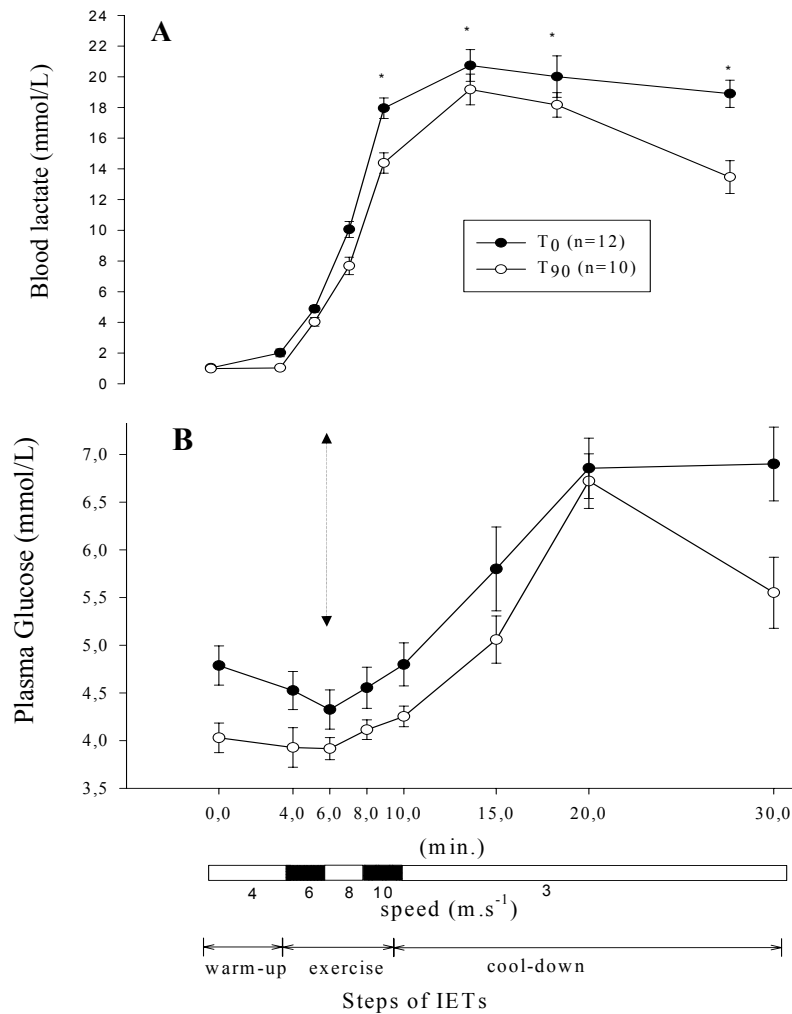 A
24
22
20
18
16
14
12
10
8
6
4
2
0
Blood lactate (mmol/L)
* * * *
T0 (n=12)
T90 (n=10)
B
7,0
6,5
6,0
5,5
5,0
4,5
4,0
3,5
Plasma Glucose (mmol/L)
0,0 4,0 6,0 8,0 10,0 15,0 20,0 30,0
(min.)
4 6 8 10 3
speed (m.s-1)
warm-up exercise cool-down
Steps of IETs